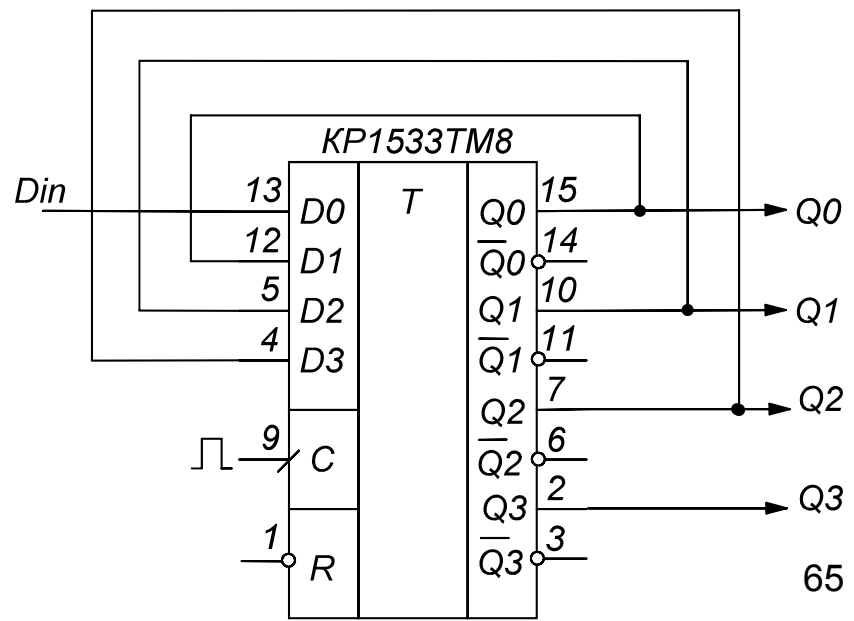 КР1533ТМ8
Din 13 D0 T Q0 15 Q0
12 D1 Q0 14
5 D2 Q1 10 Q1
4 D3 Q1 11
Q2 7 Q2
9 C Q2 6
Q3 2 Q3
1 R Q3 3
65